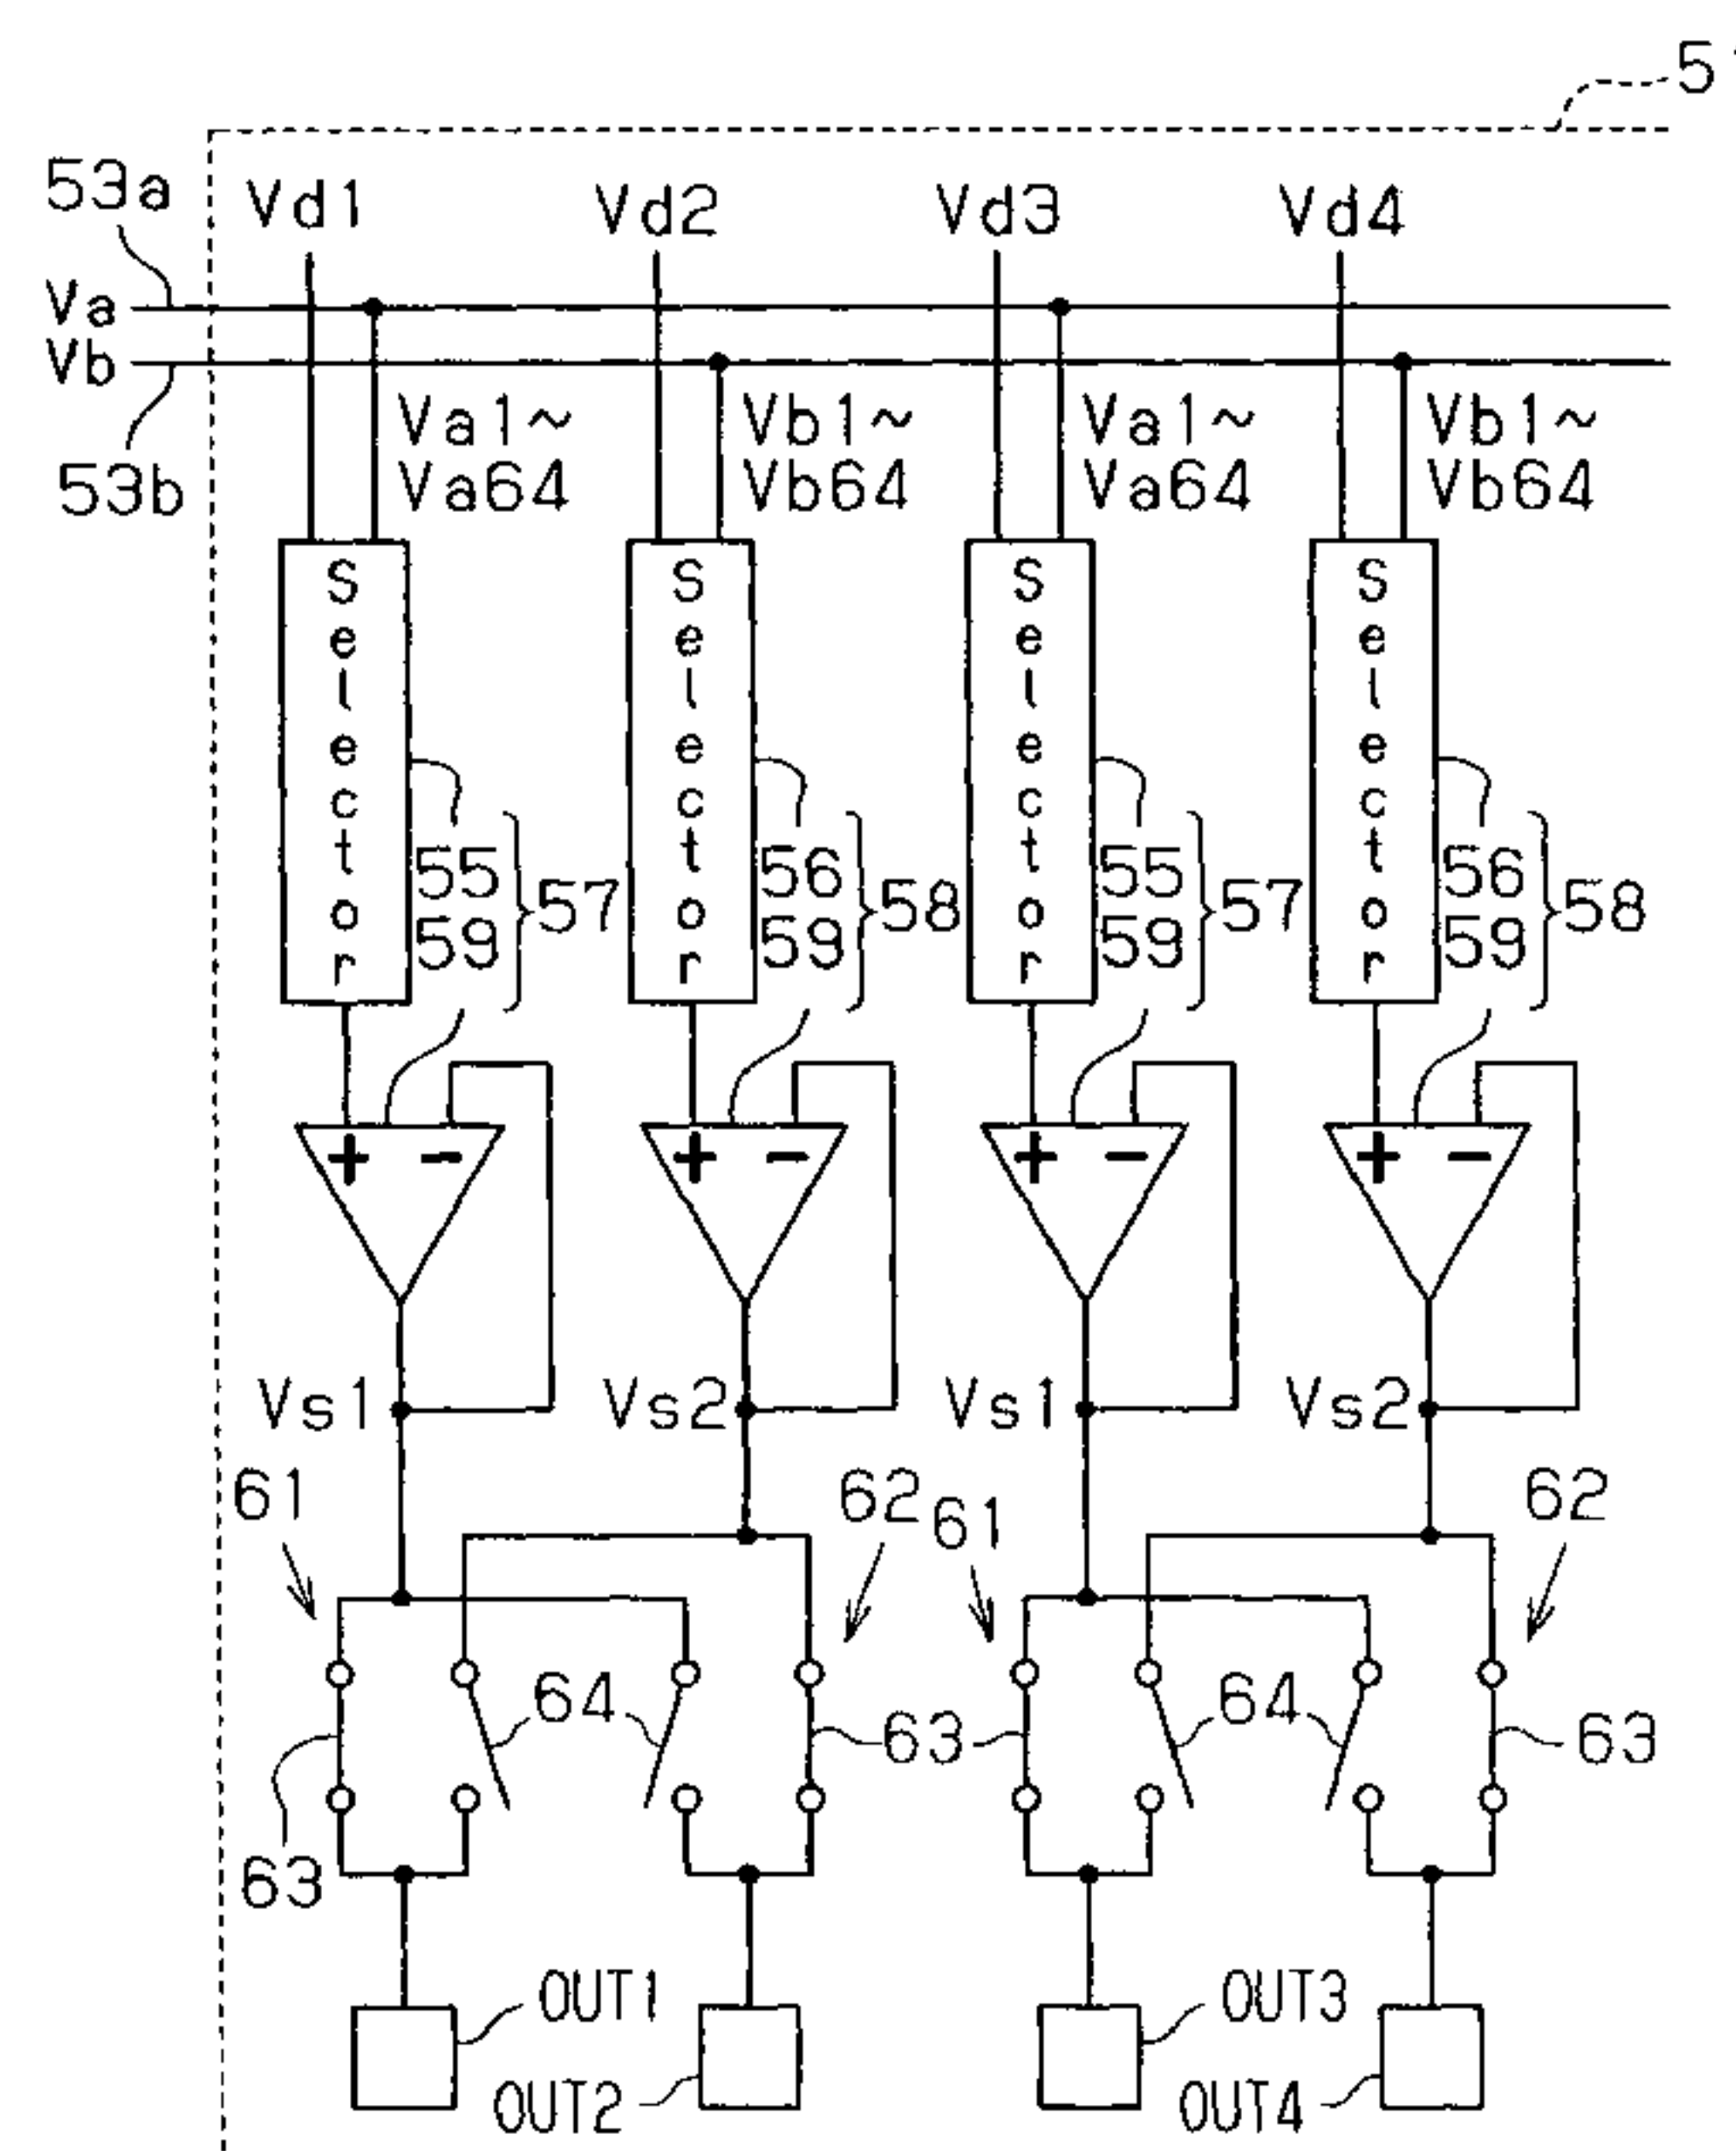 51
53a Vd1 Vd2 Vd3 Vd4
Va
Vb
Va1~ Vb1~ Va1~ Vb1~
53b Va64 Vb64 Va64 Vb64
Selector Selector Selector Selector
55 56 55 56
57 58 57 58
59 59 59 59
+ - + - + - + -
Vs1 Vs2 Vs1 Vs2
61 62 61 62
64 64
63 63 63
OUT1 OUT3
OUT2 OUT4